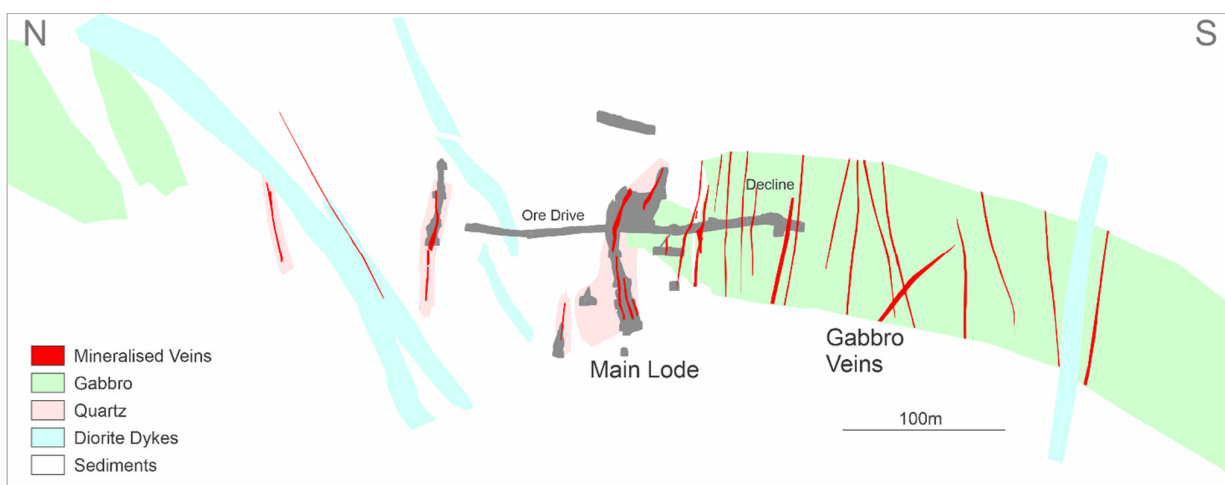 N
S
Decline
Ore Drive
Main Lode
Gabbro
Veins
100m
Mineralised Veins
Gabbro
Quartz
Diorite Dykes
Sediments